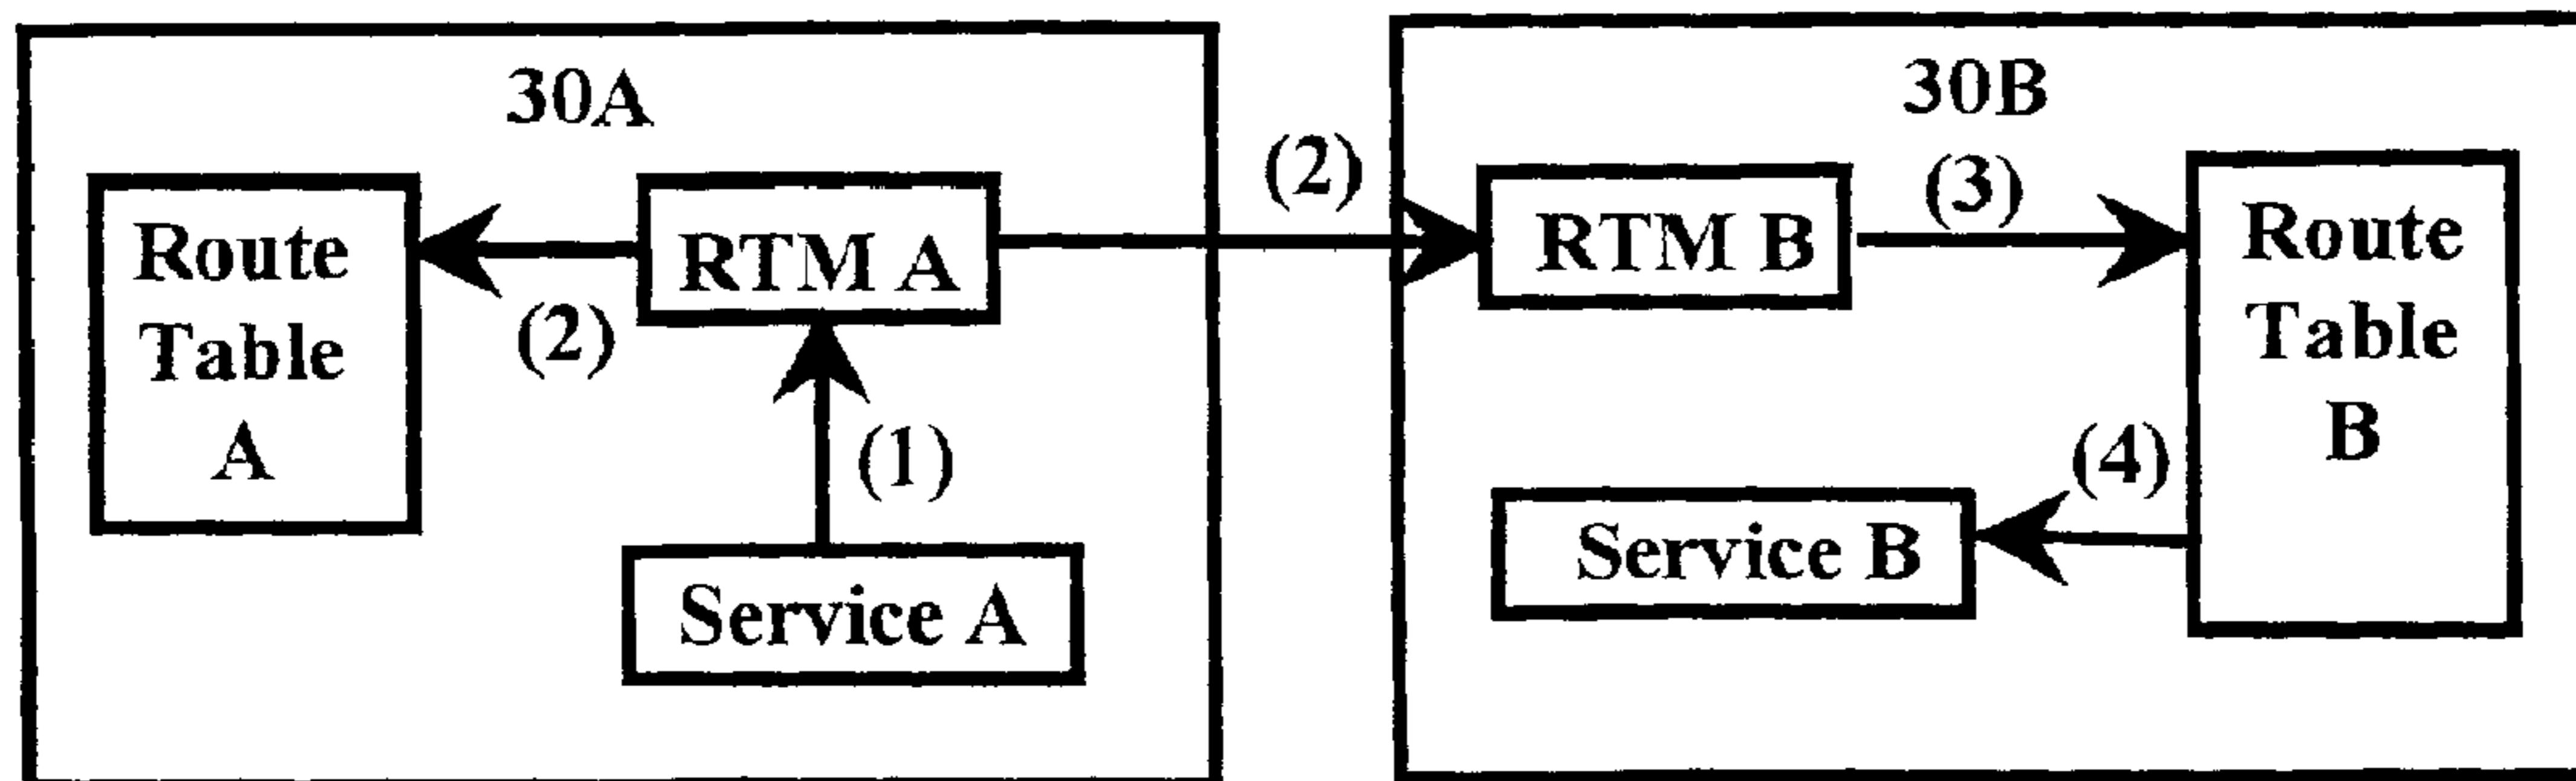 30A
Route
Table
A
(2)
RTM A
(1)
Service A
(2)
30B
RTM B
(3)
Route
Table
B
(4)
Service B